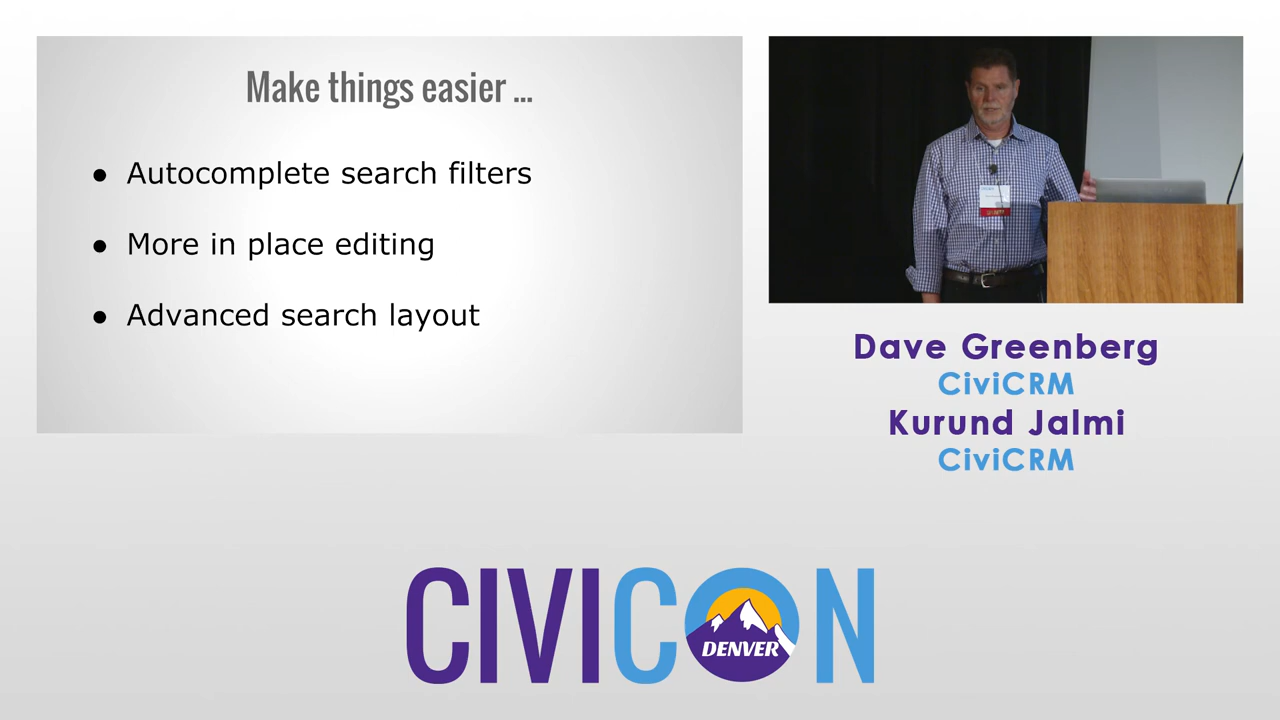 Make things easier ...
● Autocomplete search filters
● More in place editing
● Advanced search layout
Dave Greenberg
CiviCRM
Kurund Jalmi
CiviCRM
CIVICON
DENVER